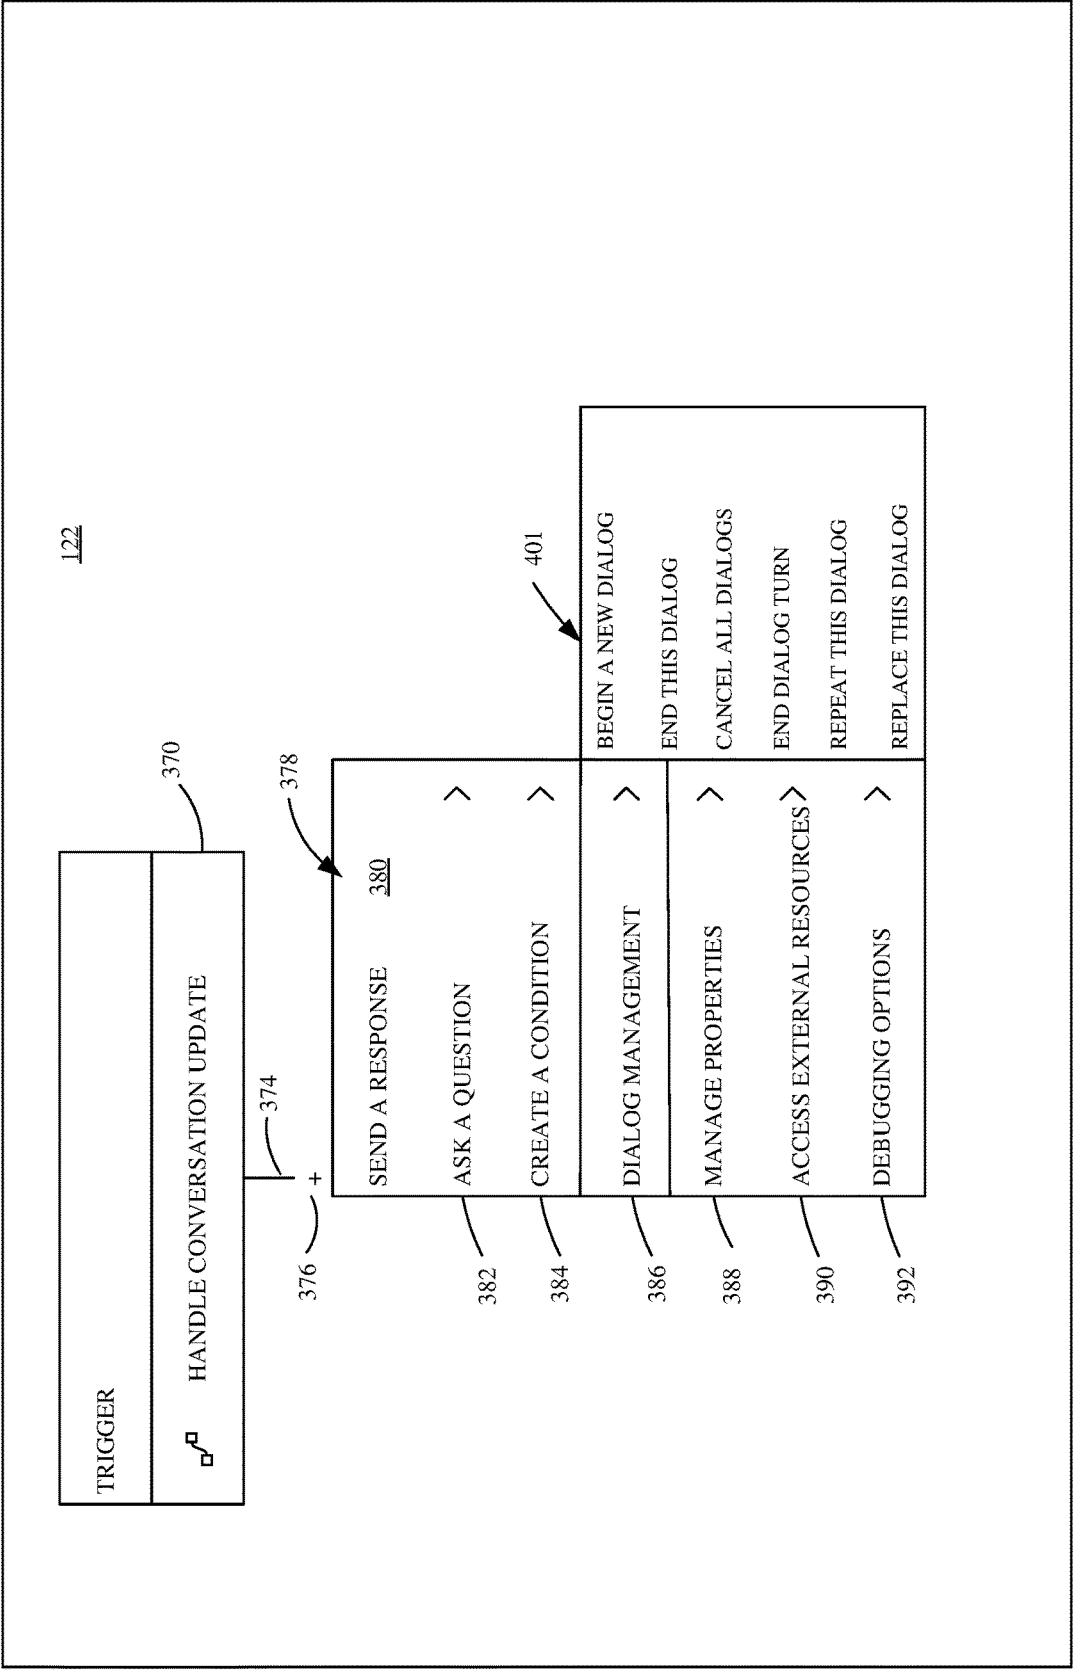 122
TRIGGER
HANDLE CONVERSATION UPDATE
370
374
376
+
378
SEND A RESPONSE
380
382
ASK A QUESTION >
384
CREATE A CONDITION >
386
DIALOG MANAGEMENT >
388
MANAGE PROPERTIES >
390
ACCESS EXTERNAL RESOURCES >
392
DEBUGGING OPTIONS >
401
BEGIN A NEW DIALOG
END THIS DIALOG
CANCEL ALL DIALOGS
END DIALOG TURN
REPEAT THIS DIALOG
REPLACE THIS DIALOG